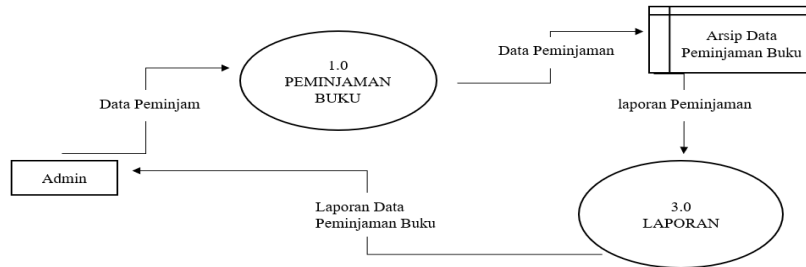 1.0
PEMINJAMAN
BUKU
Data Peminjaman
Arsip Data
Peminjaman Buku
Data Peminjam
laporan Peminjaman
Admin
Laporan Data
Peminjaman Buku
3.0
LAPORAN